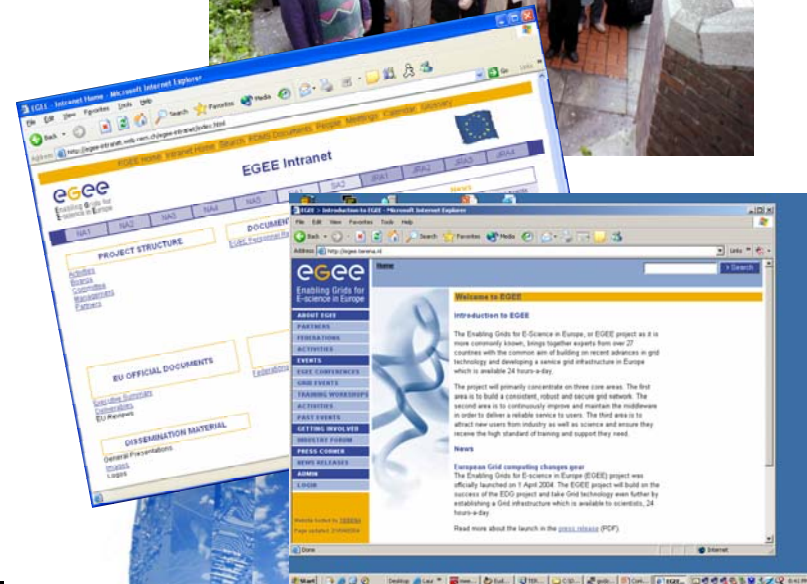 EGEE - Intranet Home - Microsoft Internet Explorer
File Edit View Favorites Tools Help
Back Search Favorites Media
Address Go Links
EGEE Home Intranet Home Search EDMS Documents People Meetings Calendar Glossary
EGEE Intranet
egee
Enabling Grids for
E-science in Europe
NA1 NA2 NA3 NA4 NA5 SA1 SA2 JRA1 JRA2 JRA3 JRA4
PROJECT STRUCTURE
Activities
Boards
Committee
Management
Partners
News
EU OFFICIAL DOCUMENTS
Executive Summary
Deliverables
EU Reviews
DISSEMINATION MATERIAL
General Presentations
Images
Logos
EGEE > Introduction to EGEE - Microsoft Internet Explorer
File Edit View Favorites Tools Help
Back Search Favorites Media
Address http://egee.terena.nl Links
egee
Enabling Grids for
E-science in Europe
Home
> Search
ABOUT EGEE
PARTNERS
FEDERATIONS
ACTIVITIES
EVENTS
EGEE CONFERENCES
GRID EVENTS
TRAINING WORKSHOPS
ACTIVITIES
PAST EVENTS
GETTING INVOLVED
INDUSTRY FORUM
PRESS CORNER
NEWS RELEASES
ADMIN
LOGIN
Website hosted by TERENA
Welcome to EGEE
Introduction to EGEE
The Enabling Grids for E-Science in Europe, or EGEE project as it is
more commonly known, brings together experts from over 27
countries with the common aim of building on recent advances in grid
technology and developing a service grid infrastructure in Europe
which is available 24 hours-a-day.
The project will primarily concentrate on three core areas. The first
area is to build a consistent, robust and secure grid network. The
second area is to continuously improve and maintain the middleware
in order to deliver a reliable service to users. The third area is to
attract new users from industry as well as science and ensure they
receive the high standard of training and support they need.
News
European Grid computing changes gear
The Enabling Grids for E-science in Europe (EGEE) project was
officially launched on 1 April 2004. The EGEE project will build on the
success of the EDG project and take Grid technology even further by
establishing a Grid infrastructure which is available to scientists, 24
hours-a-day.
Read more about the launch in the press release (PDF).
Done Internet
Start Desktop